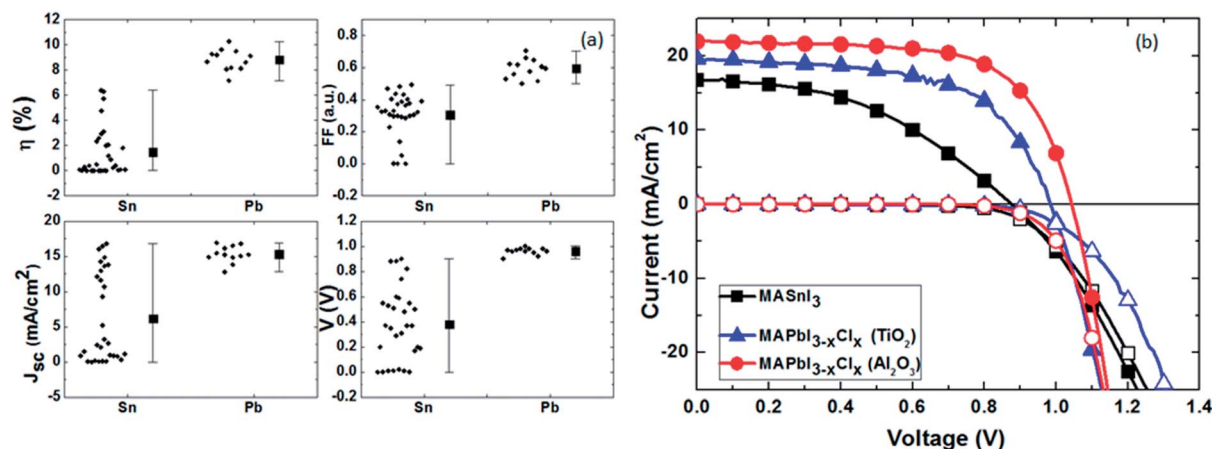 (a)
12
10
8
6
4
2
0
-2
η (%)
Sn Pb
0.8
0.6
0.4
0.2
0.0
-0.2
FF (a.u.)
Sn Pb
20
15
10
5
0
-5
J_SC (mA/cm²)
Sn Pb
1.2
1.0
0.8
0.6
0.4
0.2
0.0
-0.2
V (V)
Sn Pb
(b)
20
10
0
-10
-20
Current (mA/cm²)
MASnI₃
MAPbI₃₋ₓClₓ (TiO₂)
MAPbI₃₋ₓClₓ (Al₂O₃)
0.0 0.2 0.4 0.6 0.8 1.0 1.2 1.4
Voltage (V)